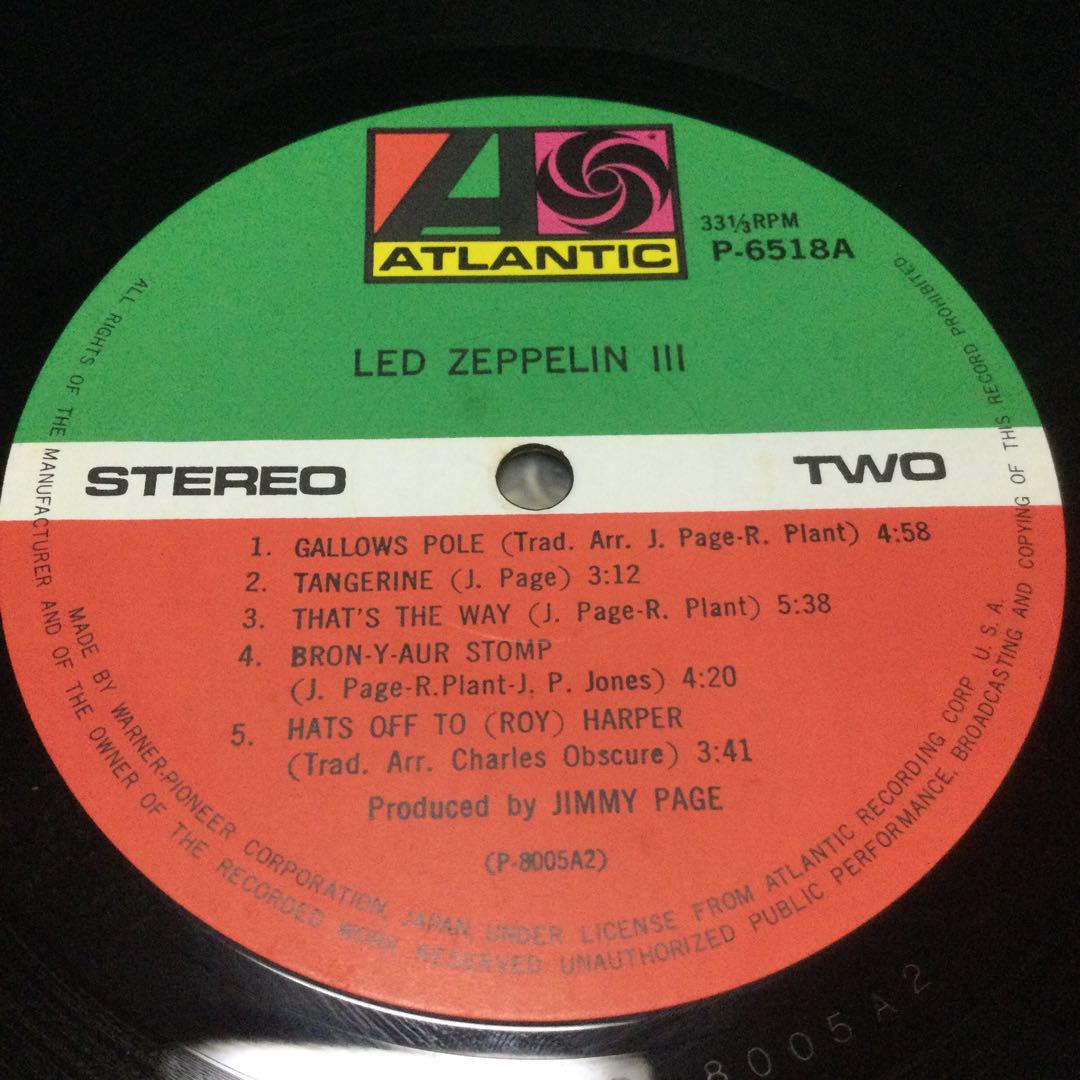 ATLANTIC
33⅓RPM
P-6518A
LED ZEPPELIN III
STEREO
TWO
1. GALLOWS POLE (Trad. Arr. J. Page-R. Plant) 4:58
2. TANGERINE (J. Page) 3:12
3. THAT'S THE WAY (J. Page-R. Plant) 5:38
4. BRON-Y-AUR STOMP
(J. Page-R.Plant-J. P. Jones) 4:20
5. HATS OFF TO (ROY) HARPER
(Trad. Arr. Charles Obscure) 3:41
Produced by JIMMY PAGE
(P-8005A2)
MADE BY WARNER-PIONEER CORPORATION, JAPAN, UNDER LICENSE FROM ATLANTIC RECORDING CORP U. S. A.
ALL RIGHTS OF THE MANUFACTURER AND OF THE OWNER OF THE RECORDED WORK RESERVED UNAUTHORIZED PUBLIC PERFORMANCE, BROADCASTING AND COPYING OF THIS RECORD PROHIBITED
8005A2